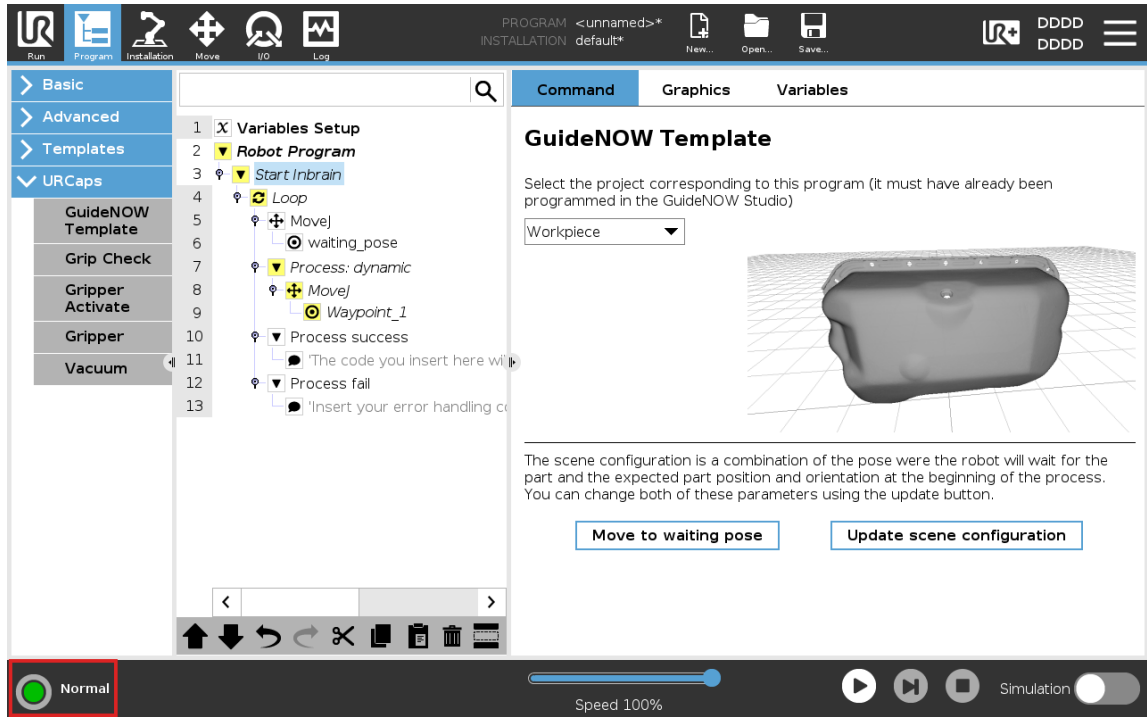 PROGRAM <unnamed>*
INSTALLATION default*
UR
Run
Program
Installation
Move
I/O
Log
New...
Open...
Save...
UR+
DDDD
DDDD
Basic
Advanced
Templates
URCaps
GuideNOW
Template
Grip Check
Gripper
Activate
Gripper
Vacuum
1 X Variables Setup
2 Robot Program
3 Start Inbrain
4 Loop
5 MoveJ
6 waiting_pose
7 Process: dynamic
8 MoveJ
9 Waypoint_1
10 Process success
11 'The code you insert here wi
12 Process fail
13 'Insert your error handling co
Command Graphics Variables
GuideNOW Template
Select the project corresponding to this program (it must have already been
programmed in the GuideNOW Studio)
Workpiece
The scene configuration is a combination of the pose were the robot will wait for the
part and the expected part position and orientation at the beginning of the process.
You can change both of these parameters using the update button.
Move to waiting pose
Update scene configuration
Normal
Speed 100%
Simulation